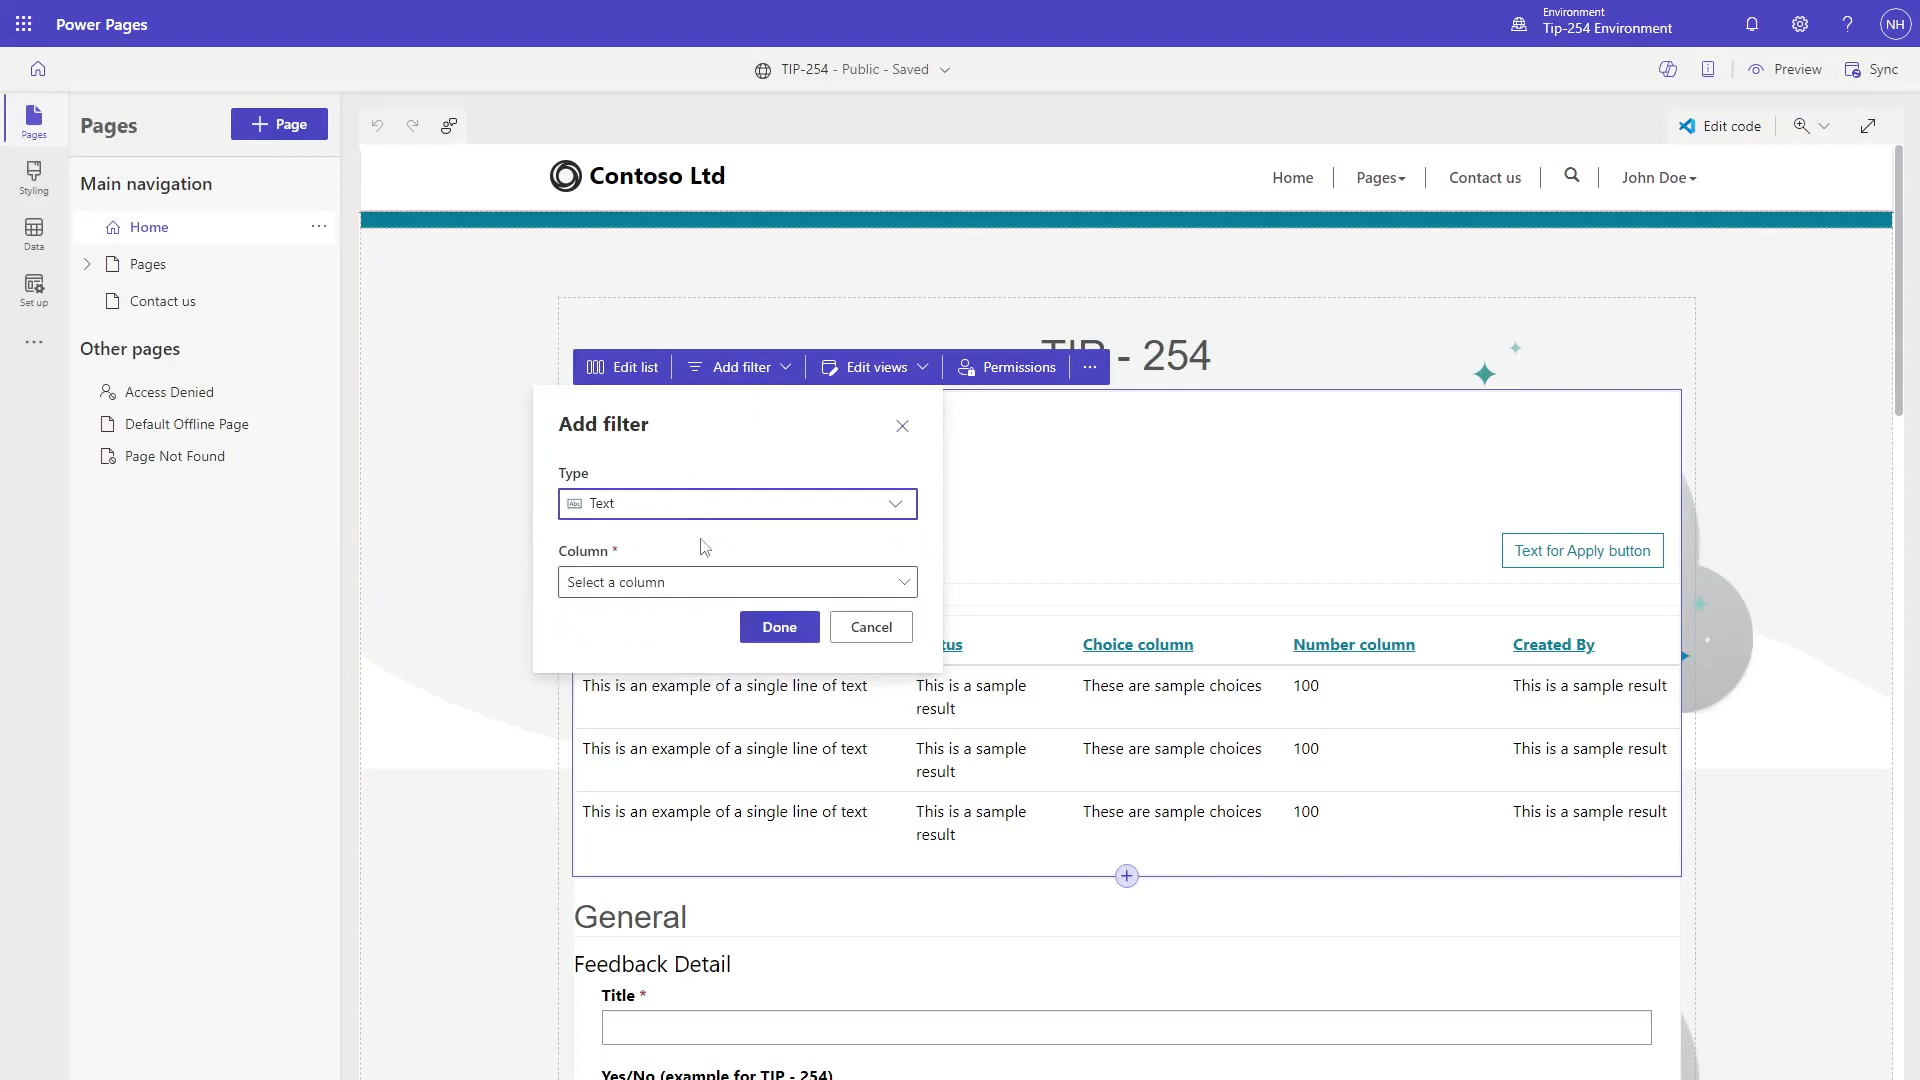 Power Pages
Environment
Tip-254 Environment
NH
TIP-254 - Public - Saved
Preview
Sync
Pages
Styling
Data
Set up
Pages
Page
Main navigation
Home
Pages
Contact us
Other pages
Access Denied
Default Offline Page
Page Not Found
Edit code
Contoso Ltd
Home
Pages
Contact us
John Doe
TIP - 254
Edit list
Add filter
Edit views
Permissions
Add filter
Type
Abc Text
Column *
Select a column
Done
Cancel
Text for Apply button
tus Choice column Number column Created By
This is an example of a single line of text This is a sample result These are sample choices 100 This is a sample result
This is an example of a single line of text This is a sample result These are sample choices 100 This is a sample result
This is an example of a single line of text This is a sample result These are sample choices 100 This is a sample result
General
Feedback Detail
Title *
Yes/No (example for TIP - 254)